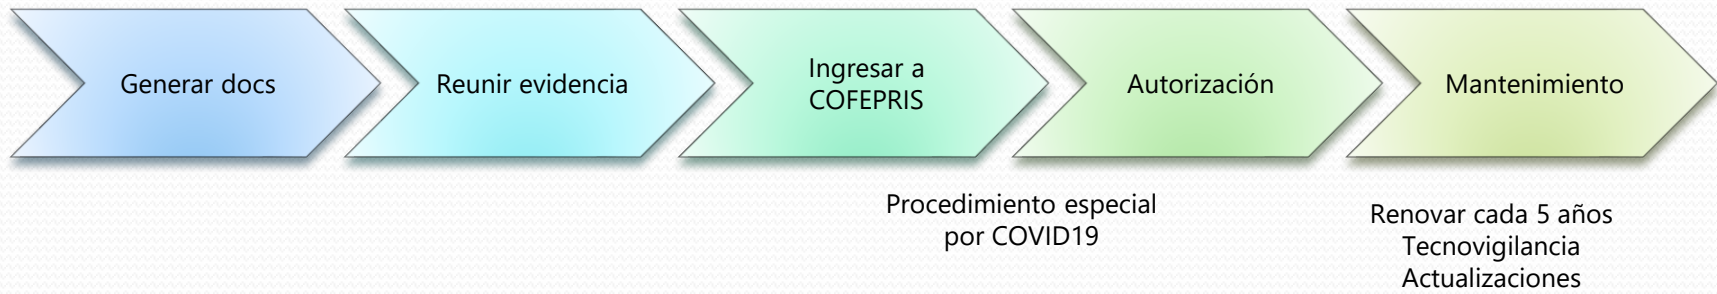 Generar docs
Reunir evidencia
Ingresar a
COFEPRIS
Autorización
Mantenimiento
Procedimiento especial
por COVID19
Renovar cada 5 años
Tecnovigilancia
Actualizaciones